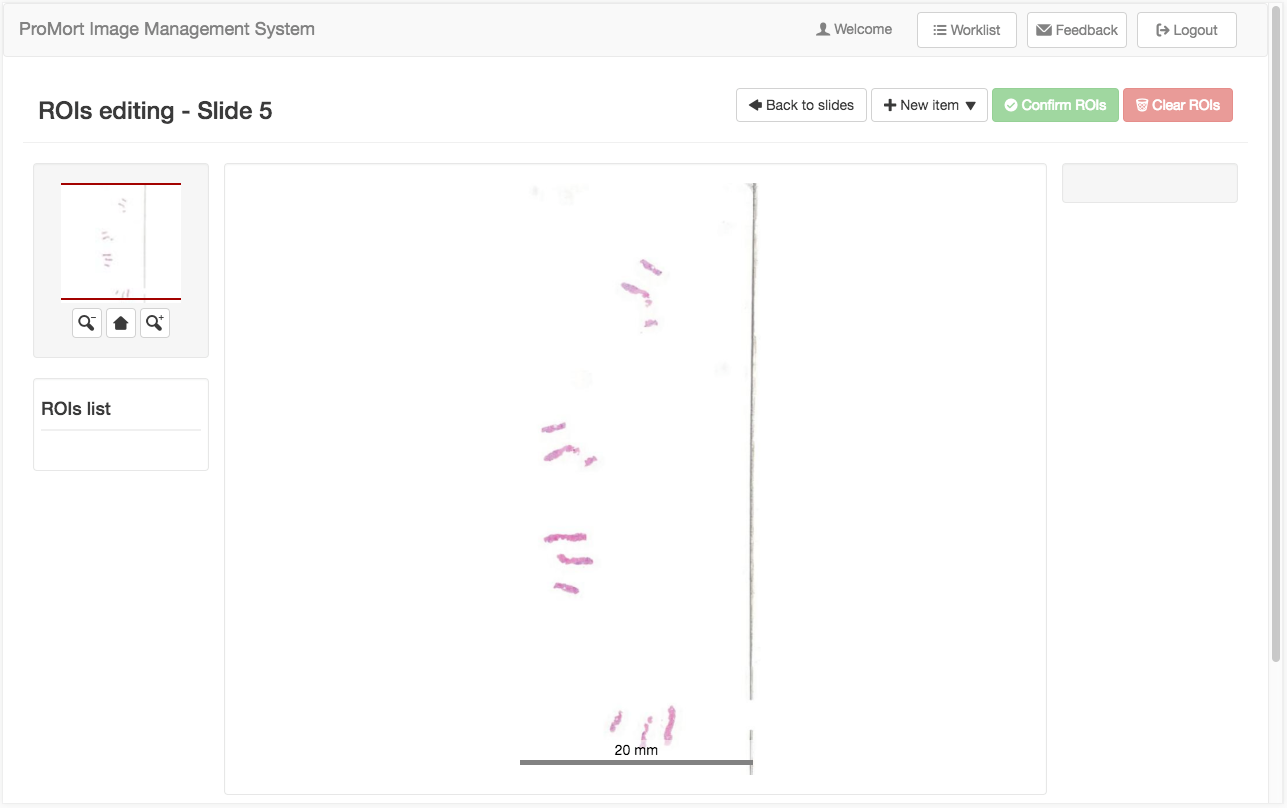 ProMort Image Management System
Welcome
Worklist
Feedback
Logout
ROIs editing - Slide 5
Back to slides
New item
Confirm ROIs
Clear ROIs
ROIs list
20 mm